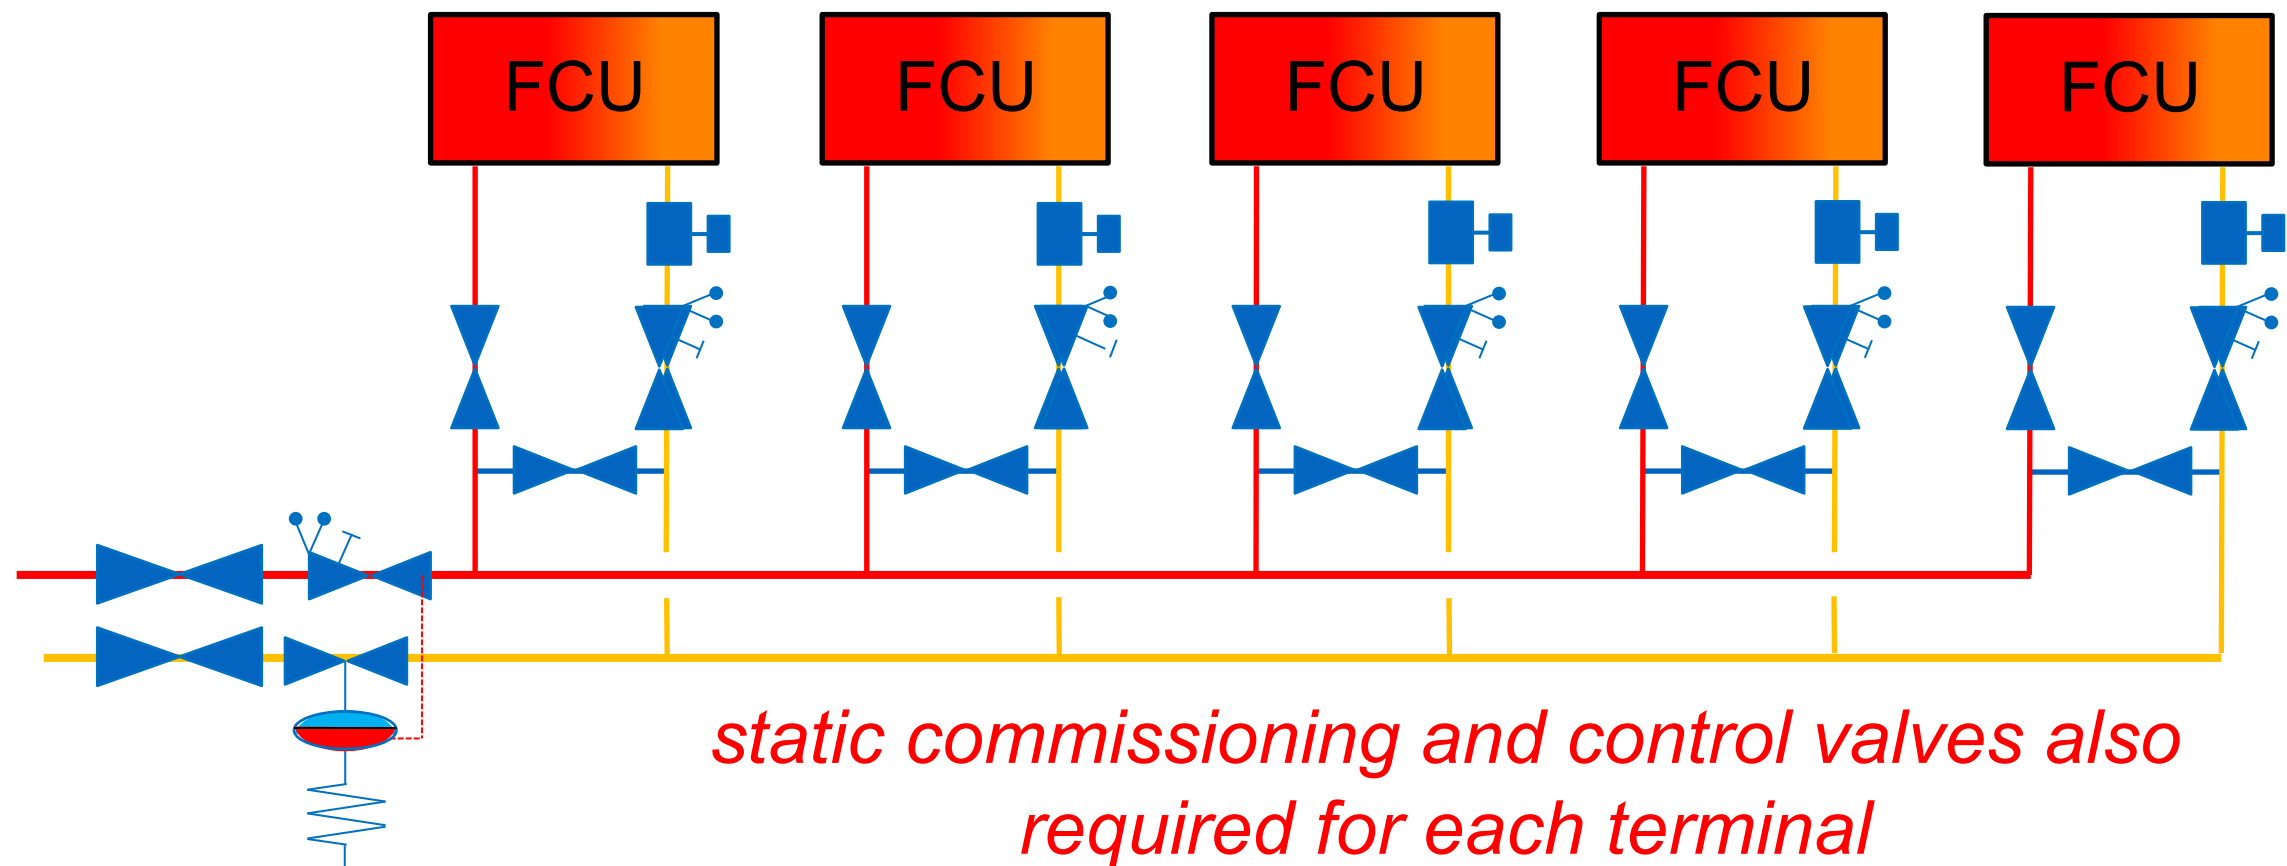 FCU FCU FCU FCU FCU
static commissioning and control valves also
required for each terminal